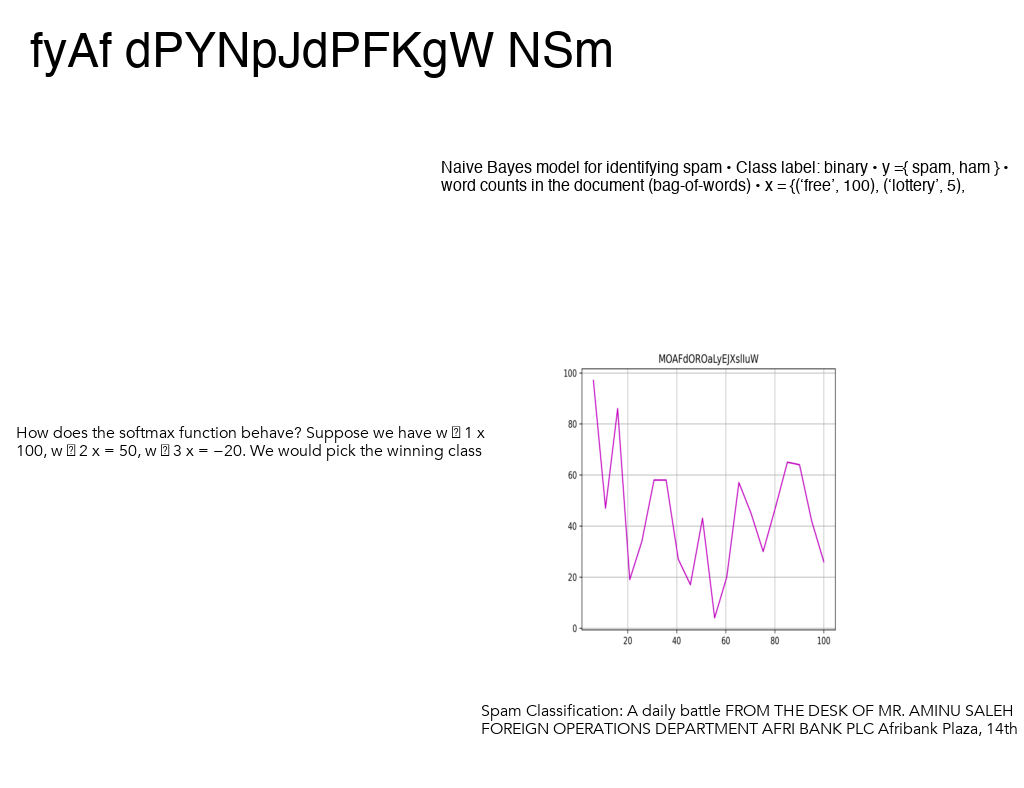 fyAf dPYNpJdPFKgW NSm
Naive Bayes model for identifying spam • Class label: binary • y ={ spam, ham } •
word counts in the document (bag-of-words) • x = {(‘free’, 100), (‘lottery’, 5),
How does the softmax function behave? Suppose we have w 1 x
100, w 2 x = 50, w 3 x = −20. We would pick the winning class
MOAFdOROaLyEJXsIIuW
100
80
60
40
20
0
20 40 60 80 100
Spam Classification: A daily battle FROM THE DESK OF MR. AMINU SALEH
FOREIGN OPERATIONS DEPARTMENT AFRI BANK PLC Afribank Plaza, 14th